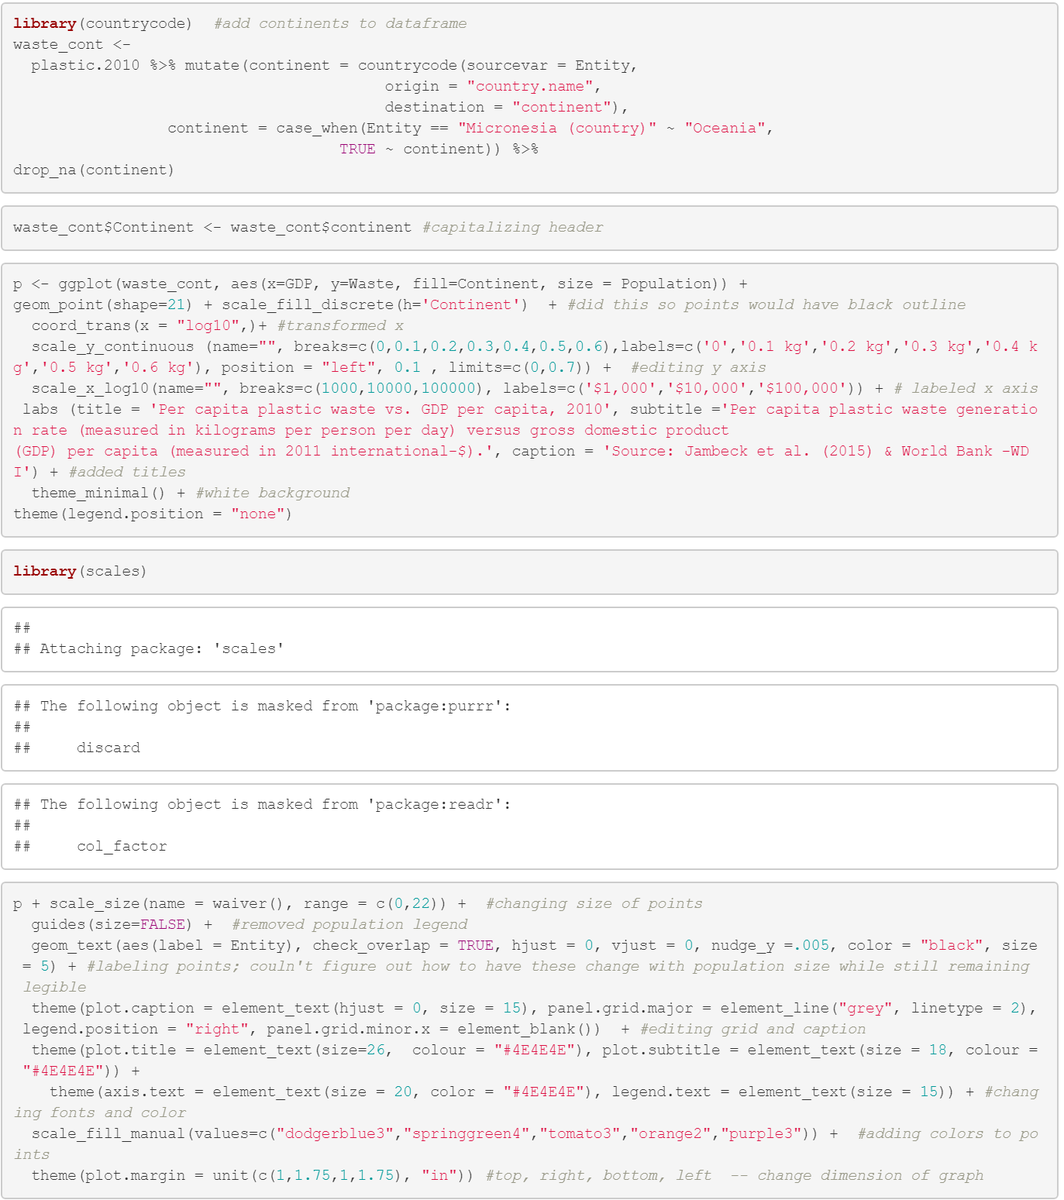 library(countrycode)  #add continents to dataframe
waste_cont <-
  plastic.2010 %>% mutate(continent = countrycode(sourcevar = Entity,
                                         origin = "country.name",
                                         destination = "continent"),
                 continent = case_when(Entity == "Micronesia (country)" ~ "Oceania",
                                    TRUE ~ continent)) %>%
drop_na(continent)
waste_cont$Continent <- waste_cont$continent #capitalizing header
p <- ggplot(waste_cont, aes(x=GDP, y=Waste, fill=Continent, size = Population)) +
geom_point(shape=21) + scale_fill_discrete(h='Continent')  + #did this so points would have black outline
  coord_trans(x = "log10",)+ #transformed x
  scale_y_continuous (name="", breaks=c(0,0.1,0.2,0.3,0.4,0.5,0.6),labels=c('0','0.1 kg','0.2 kg','0.3 kg','0.4 k
g','0.5 kg','0.6 kg'), position = "left", 0.1 , limits=c(0,0.7)) +  #editing y axis
  scale_x_log10(name="", breaks=c(1000,10000,100000), labels=c('$1,000','$10,000','$100,000')) + # labeled x axis
 labs (title = 'Per capita plastic waste vs. GDP per capita, 2010', subtitle ='Per capita plastic waste generatio
n rate (measured in kilograms per person per day) versus gross domestic product
(GDP) per capita (measured in 2011 international-$).', caption = 'Source: Jambeck et al. (2015) & World Bank -WD
I') + #added titles
  theme_minimal() + #white background
theme(legend.position = "none")
library(scales)
##
## Attaching package: 'scales'
## The following object is masked from 'package:purrr':
##
##     discard
## The following object is masked from 'package:readr':
##
##     col_factor
p + scale_size(name = waiver(), range = c(0,22)) +  #changing size of points
  guides(size=FALSE) +  #removed population legend
  geom_text(aes(label = Entity), check_overlap = TRUE, hjust = 0, vjust = 0, nudge_y =.005, color = "black", size
 = 5) + #labeling points; couln't figure out how to have these change with population size while still remaining
 legible
  theme(plot.caption = element_text(hjust = 0, size = 15), panel.grid.major = element_line("grey", linetype = 2),
 legend.position = "right", panel.grid.minor.x = element_blank())  + #editing grid and caption
  theme(plot.title = element_text(size=26,  colour = "#4E4E4E"), plot.subtitle = element_text(size = 18, colour =
 "#4E4E4E")) +
    theme(axis.text = element_text(size = 20, color = "#4E4E4E"), legend.text = element_text(size = 15)) + #chang
ing fonts and color
  scale_fill_manual(values=c("dodgerblue3","springgreen4","tomato3","orange2","purple3")) +  #adding colors to po
ints
  theme(plot.margin = unit(c(1,1.75,1,1.75), "in")) #top, right, bottom, left  -- change dimension of graph